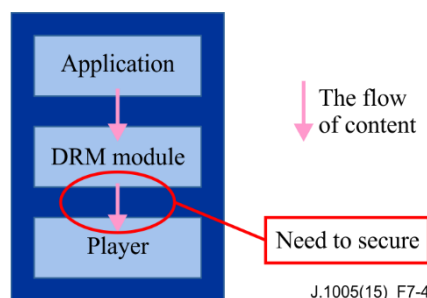 Application
The flow
of content
DRM module
Player
Need to secure
J.1005(15)_F7-4